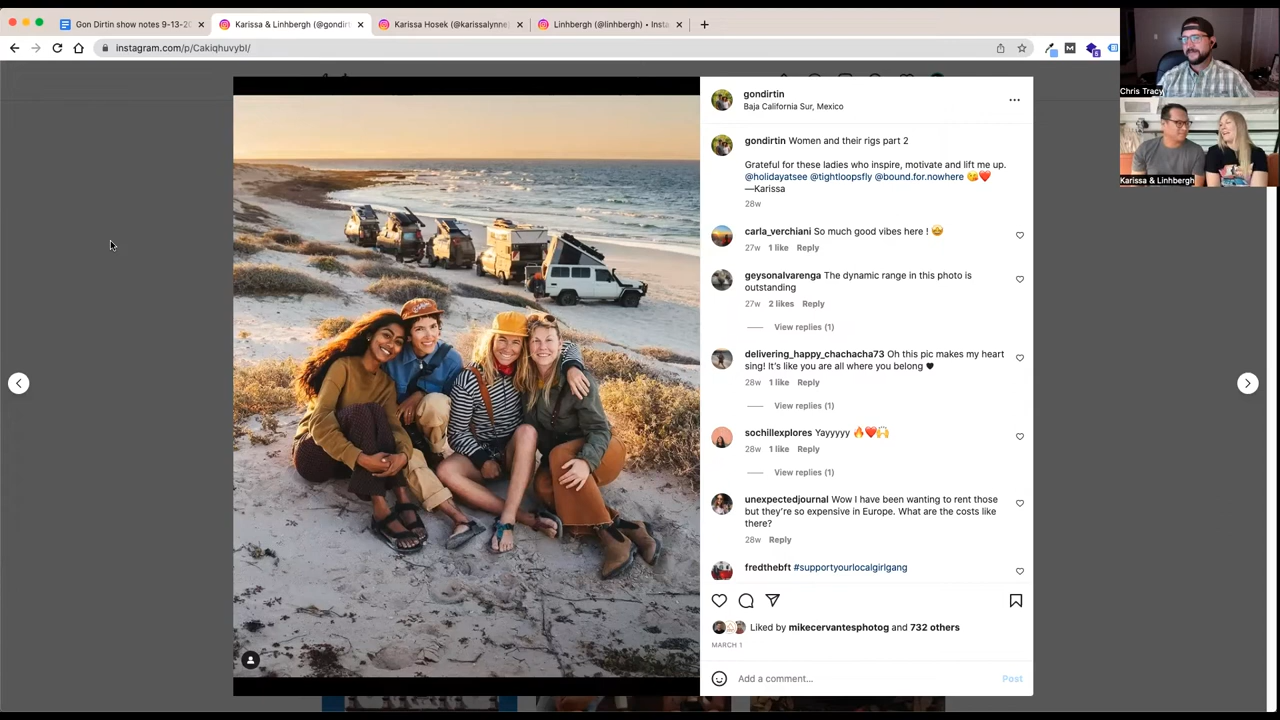 Gon Dirtin show notes 9-13-20
Karissa & Linhbergh (@gondirt
Karissa Hosek (@karissalynne
Linhbergh (@linhbergh) • Insta
instagram.com/p/Cakiqhuvybl/
Chris Tracy
Karissa & Linhbergh
gondirtin
Baja California Sur, Mexico
gondirtin Women and their rigs part 2
Grateful for these ladies who inspire, motivate and lift me up.
@holidayatsee @tightloopsfly @bound.for.nowhere 😘❤️
—Karissa
28w
carla_verchiani So much good vibes here ! 🤩
27w 1 like Reply
geysonalvarenga The dynamic range in this photo is
outstanding
27w 2 likes Reply
View replies (1)
delivering_happy_chachacha73 Oh this pic makes my heart
sing! It's like you are all where you belong 🖤
28w 1 like Reply
View replies (1)
sochillexplores Yayyyyy 🔥❤️🙌
28w 1 like Reply
View replies (1)
unexpectedjournal Wow I have been wanting to rent those
but they're so expensive in Europe. What are the costs like
there?
28w Reply
fredthebft #supportyourlocalgirlgang
Liked by mikecervantesphotog and 732 others
MARCH 1
Add a comment...
Post